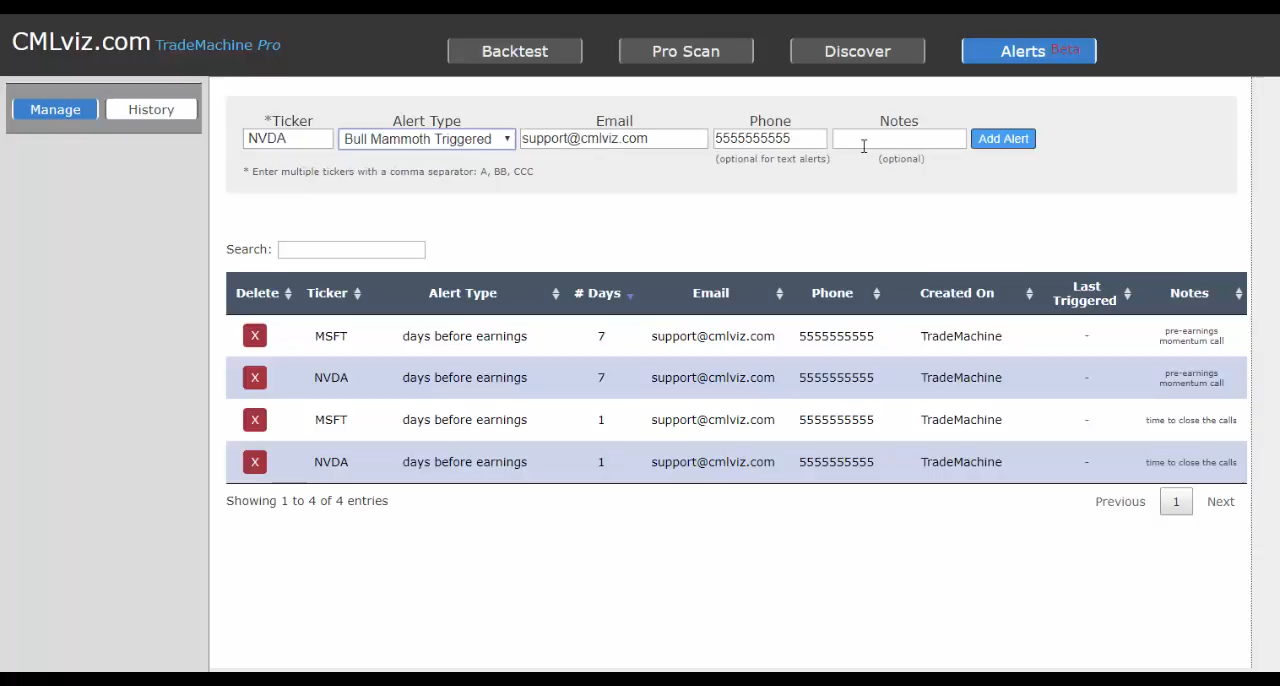 CMLviz.com TradeMachine Pro
Backtest Pro Scan Discover Alerts Beta
Manage History
*Ticker Alert Type Email Phone Notes
NVDA Bull Mammoth Triggered support@cmlviz.com 5555555555 Add Alert
(optional for text alerts) (optional)
* Enter multiple tickers with a comma separator: A, BB, CCC
Search:
Delete Ticker Alert Type # Days Email Phone Created On Last Triggered Notes
X MSFT days before earnings 7 support@cmlviz.com 5555555555 TradeMachine - pre-earnings momentum call
X NVDA days before earnings 7 support@cmlviz.com 5555555555 TradeMachine - pre-earnings momentum call
X MSFT days before earnings 1 support@cmlviz.com 5555555555 TradeMachine - time to close the calls
X NVDA days before earnings 1 support@cmlviz.com 5555555555 TradeMachine - time to close the calls
Showing 1 to 4 of 4 entries Previous 1 Next